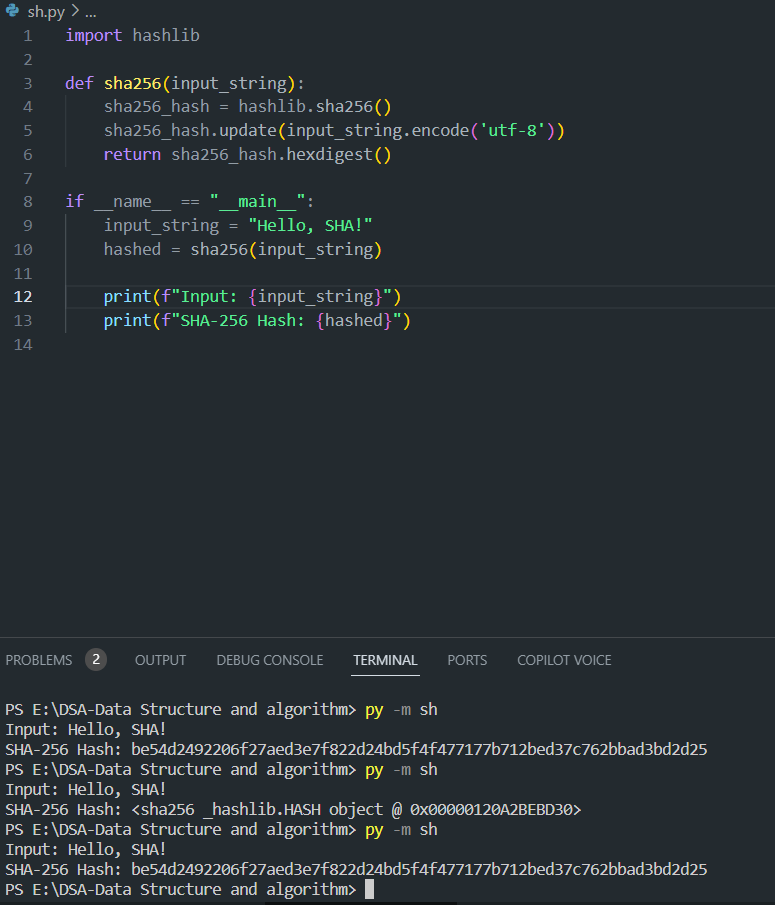 sh.py > ...
1 import hashlib
2
3 def sha256(input_string):
4     sha256_hash = hashlib.sha256()
5     sha256_hash.update(input_string.encode('utf-8'))
6     return sha256_hash.hexdigest()
7
8 if __name__ == "__main__":
9     input_string = "Hello, SHA!"
10     hashed = sha256(input_string)
11
12     print(f"Input: {input_string}")
13     print(f"SHA-256 Hash: {hashed}")
14
PROBLEMS 2 OUTPUT DEBUG CONSOLE TERMINAL PORTS COPILOT VOICE
PS E:\DSA-Data Structure and algorithm> py -m sh
Input: Hello, SHA!
SHA-256 Hash: be54d2492206f27aed3e7f822d24bd5f4f477177b712bed37c762bbad3bd2d25
PS E:\DSA-Data Structure and algorithm> py -m sh
Input: Hello, SHA!
SHA-256 Hash: <sha256 _hashlib.HASH object @ 0x00000120A2BEBD30>
PS E:\DSA-Data Structure and algorithm> py -m sh
Input: Hello, SHA!
SHA-256 Hash: be54d2492206f27aed3e7f822d24bd5f4f477177b712bed37c762bbad3bd2d25
PS E:\DSA-Data Structure and algorithm>